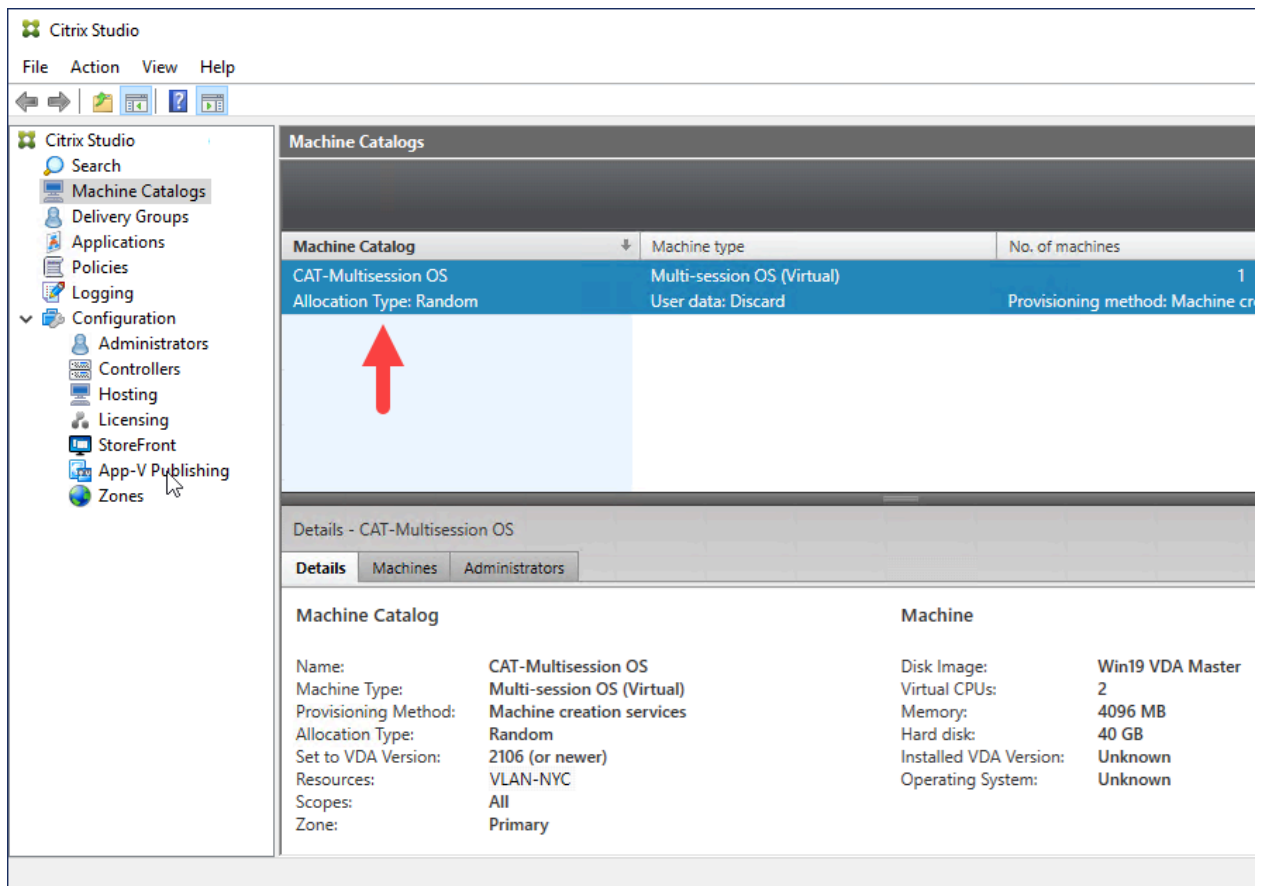 Citrix Studio
File Action View Help
Citrix Studio
Search
Machine Catalogs
Delivery Groups
Applications
Policies
Logging
Configuration
Administrators
Controllers
Hosting
Licensing
StoreFront
App-V Publishing
Zones
Machine Catalogs
Machine Catalog Machine type No. of machines
CAT-Multisession OS Multi-session OS (Virtual) 1
Allocation Type: Random User data: Discard Provisioning method: Machine cr
Details - CAT-Multisession OS
Details Machines Administrators
Machine Catalog
Name: CAT-Multisession OS
Machine Type: Multi-session OS (Virtual)
Provisioning Method: Machine creation services
Allocation Type: Random
Set to VDA Version: 2106 (or newer)
Resources: VLAN-NYC
Scopes: All
Zone: Primary
Machine
Disk Image: Win19 VDA Master
Virtual CPUs: 2
Memory: 4096 MB
Hard disk: 40 GB
Installed VDA Version: Unknown
Operating System: Unknown